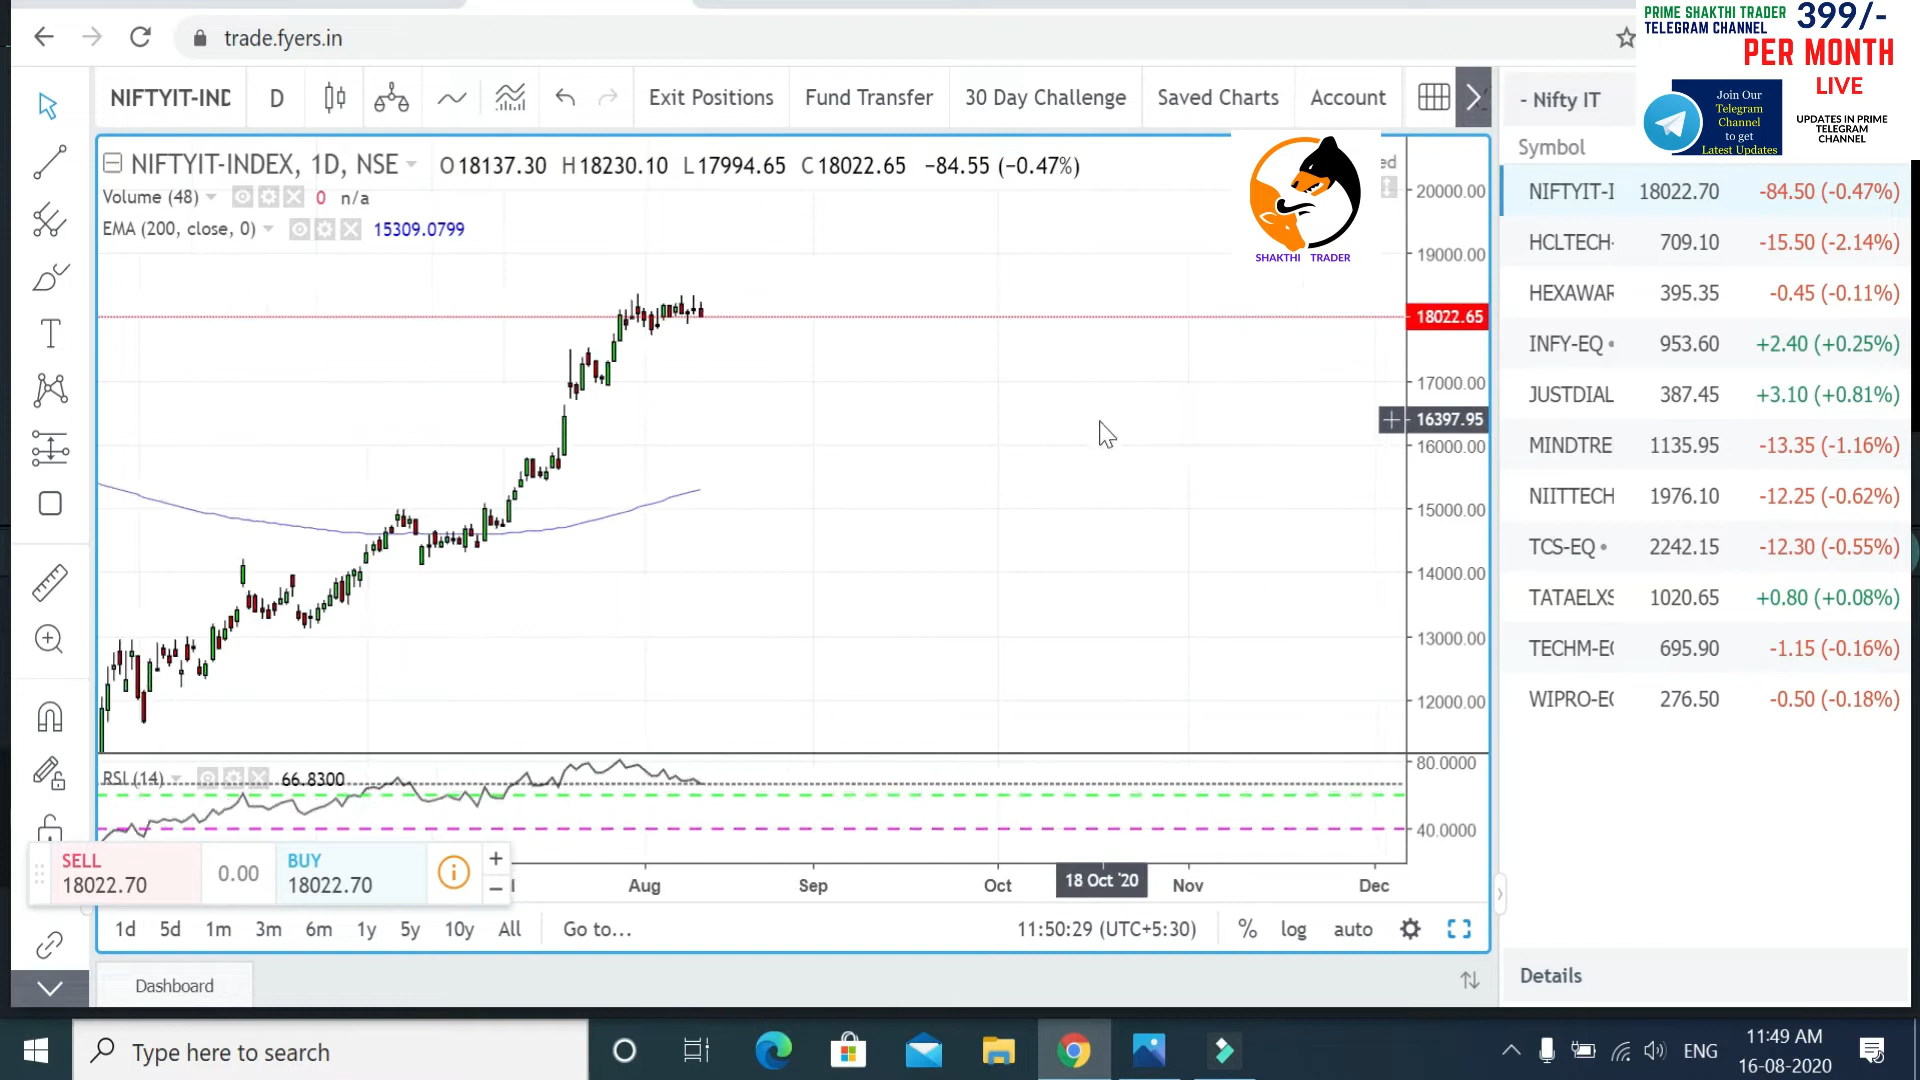 trade.fyers.in
PRIME SHAKTHI TRADER
TELEGRAM CHANNEL
399/-
PER MONTH
LIVE
UPDATES IN PRIME
TELEGRAM
CHANNEL
Join Our
Telegram
Channel
to get
Latest Updates
NIFTYIT-IND
D
Exit Positions
Fund Transfer
30 Day Challenge
Saved Charts
Account
- Nifty IT
Symbol
NIFTYIT-INDEX, 1D, NSE O18137.30 H18230.10 L17994.65 C18022.65 −84.55 (−0.47%)
Volume (48) 0 n/a
EMA (200, close, 0) 15309.0799
SHAKTHI TRADER
ed
20000.00
19000.00
18022.65
17000.00
16397.95
16000.00
15000.00
14000.00
13000.00
12000.00
NIFTYIT-I 18022.70 -84.50 (-0.47%)
HCLTECH- 709.10 -15.50 (-2.14%)
HEXAWAR 395.35 -0.45 (-0.11%)
INFY-EQ 953.60 +2.40 (+0.25%)
JUSTDIAL 387.45 +3.10 (+0.81%)
MINDTRE 1135.95 -13.35 (-1.16%)
NIITTECH 1976.10 -12.25 (-0.62%)
TCS-EQ 2242.15 -12.30 (-0.55%)
TATAELXS 1020.65 +0.80 (+0.08%)
TECHM-E 695.90 -1.15 (-0.16%)
WIPRO-E 276.50 -0.50 (-0.18%)
RSI (14) 66.8300
80.0000
40.0000
SELL
18022.70
0.00
BUY
18022.70
Aug Sep Oct 18 Oct '20 Nov Dec
1d 5d 1m 3m 6m 1y 5y 10y All Go to... 11:50:29 (UTC+5:30) % log auto
Dashboard
Details
Type here to search
ENG
11:49 AM
16-08-2020